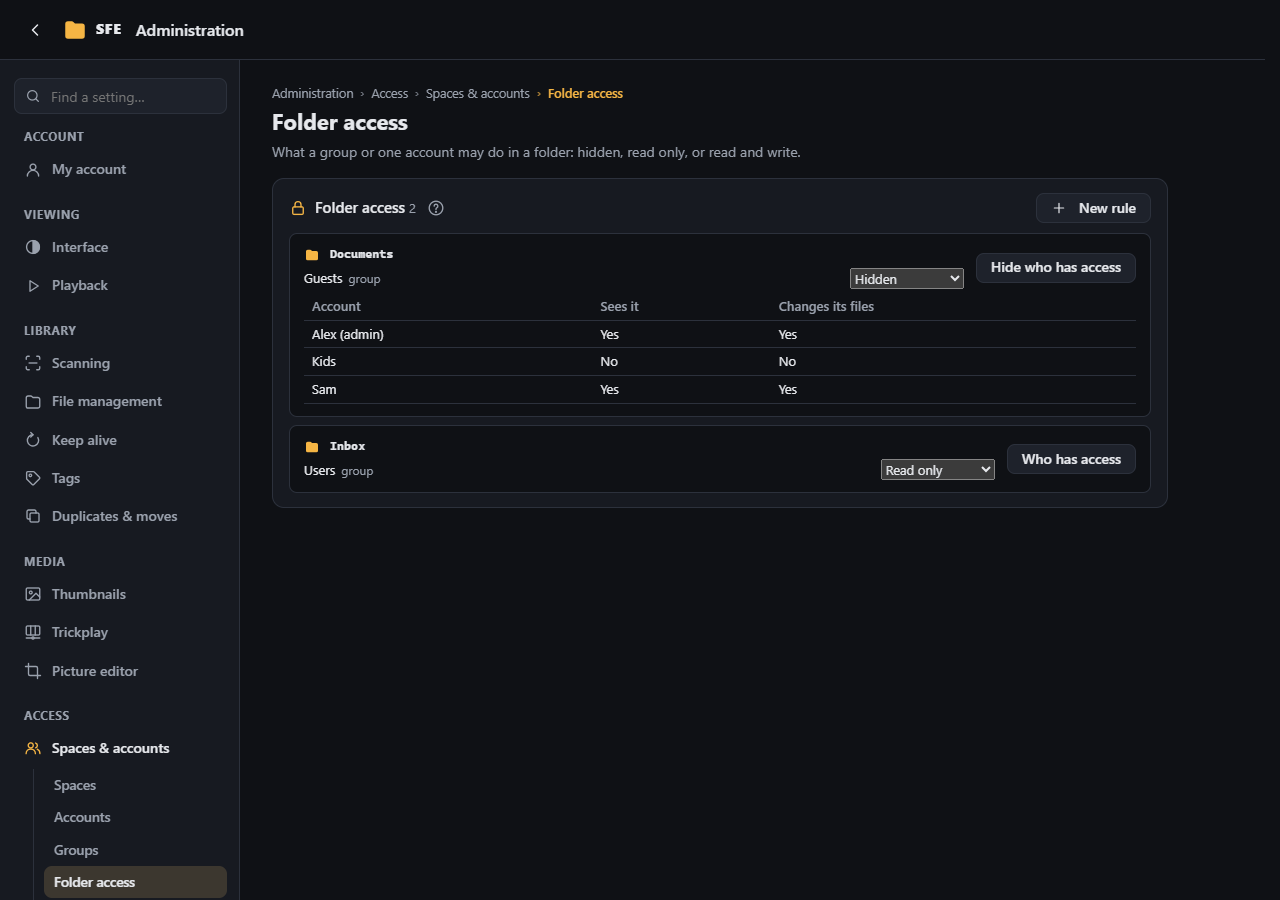 SFE Administration
Find a setting...
ACCOUNT
My account
VIEWING
Interface
Playback
LIBRARY
Scanning
File management
Keep alive
Tags
Duplicates & moves
MEDIA
Thumbnails
Trickplay
Picture editor
ACCESS
Spaces & accounts
Spaces
Accounts
Groups
Folder access
Administration › Access › Spaces & accounts › Folder access
Folder access
What a group or one account may do in a folder: hidden, read only, or read and write.
Folder access 2 ?
+ New rule
Documents
Guests group
Hidden
Hide who has access
Account Sees it Changes its files
Alex (admin) Yes Yes
Kids No No
Sam Yes Yes
Inbox
Users group
Read only
Who has access